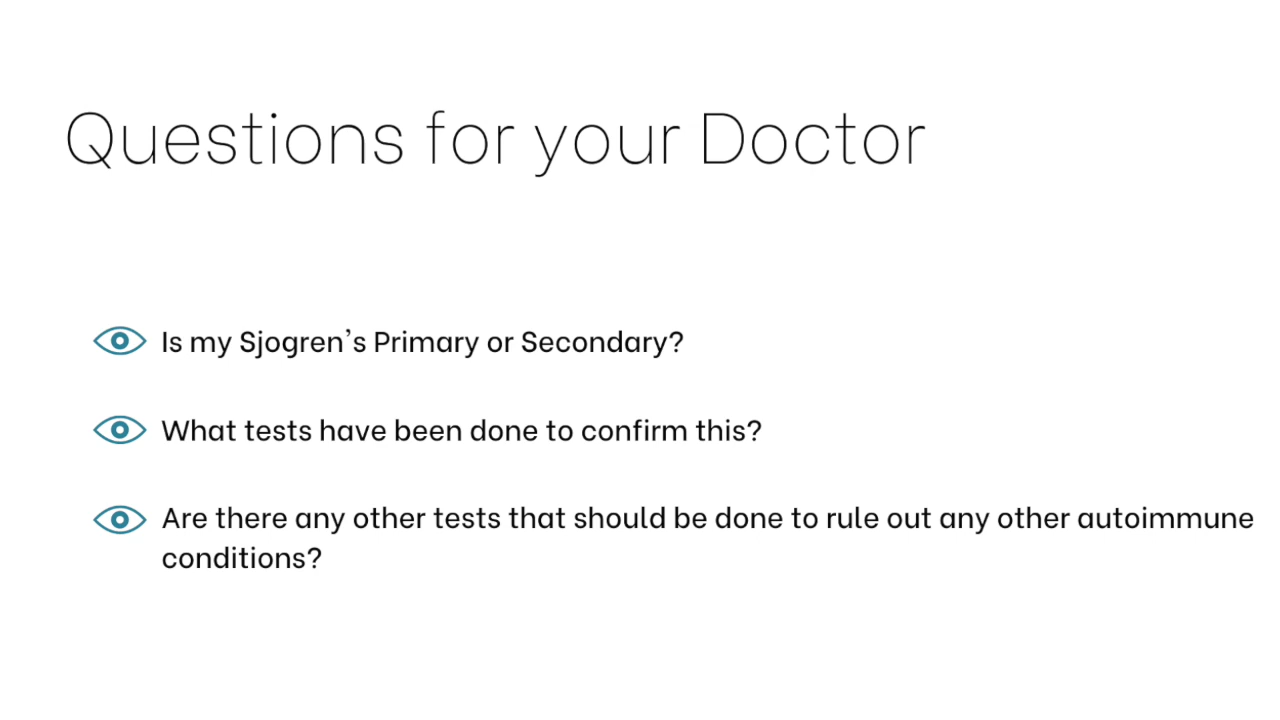 Questions for your Doctor
Is my Sjogren's Primary or Secondary?
What tests have been done to confirm this?
Are there any other tests that should be done to rule out any other autoimmune
conditions?